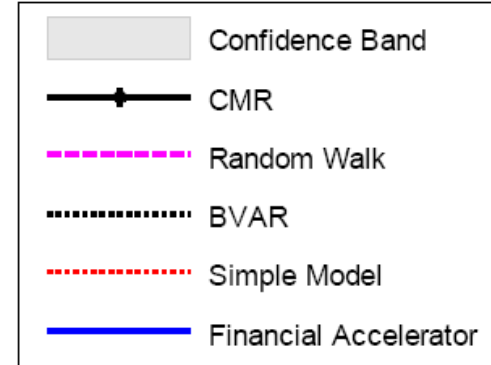 Confidence Band
CMR
Random Walk
BVAR
Simple Model
Financial Accelerator